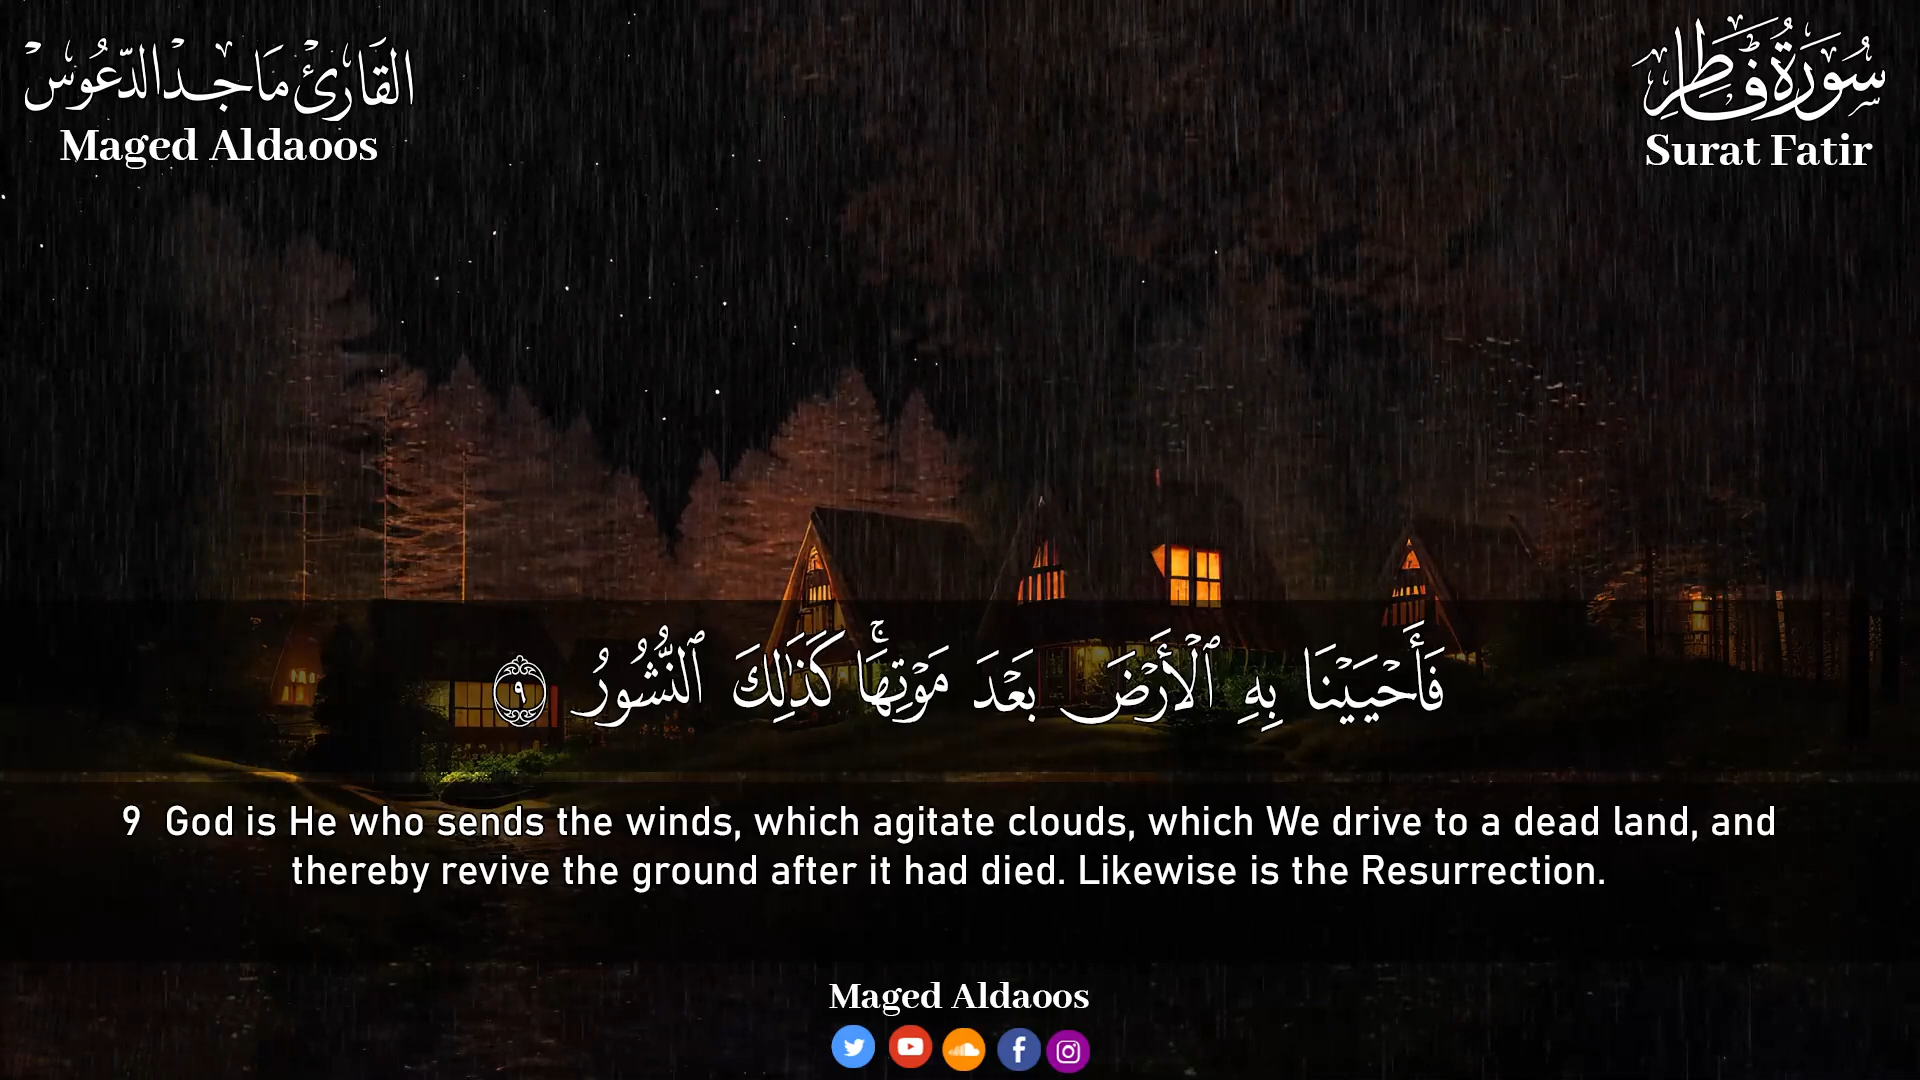 القَارِئ مَاجِد الدّعُوس
Maged Aldaoos
سُورَةُ فَاطِر
Surat Fatir
فَأَحْيَيْنَا بِهِ ٱلْأَرْضَ بَعْدَ مَوْتِهَاۚ كَذَٰلِكَ ٱلنُّشُورُ ٩
9 God is He who sends the winds, which agitate clouds, which We drive to a dead land, and
thereby revive the ground after it had died. Likewise is the Resurrection.
Maged Aldaoos